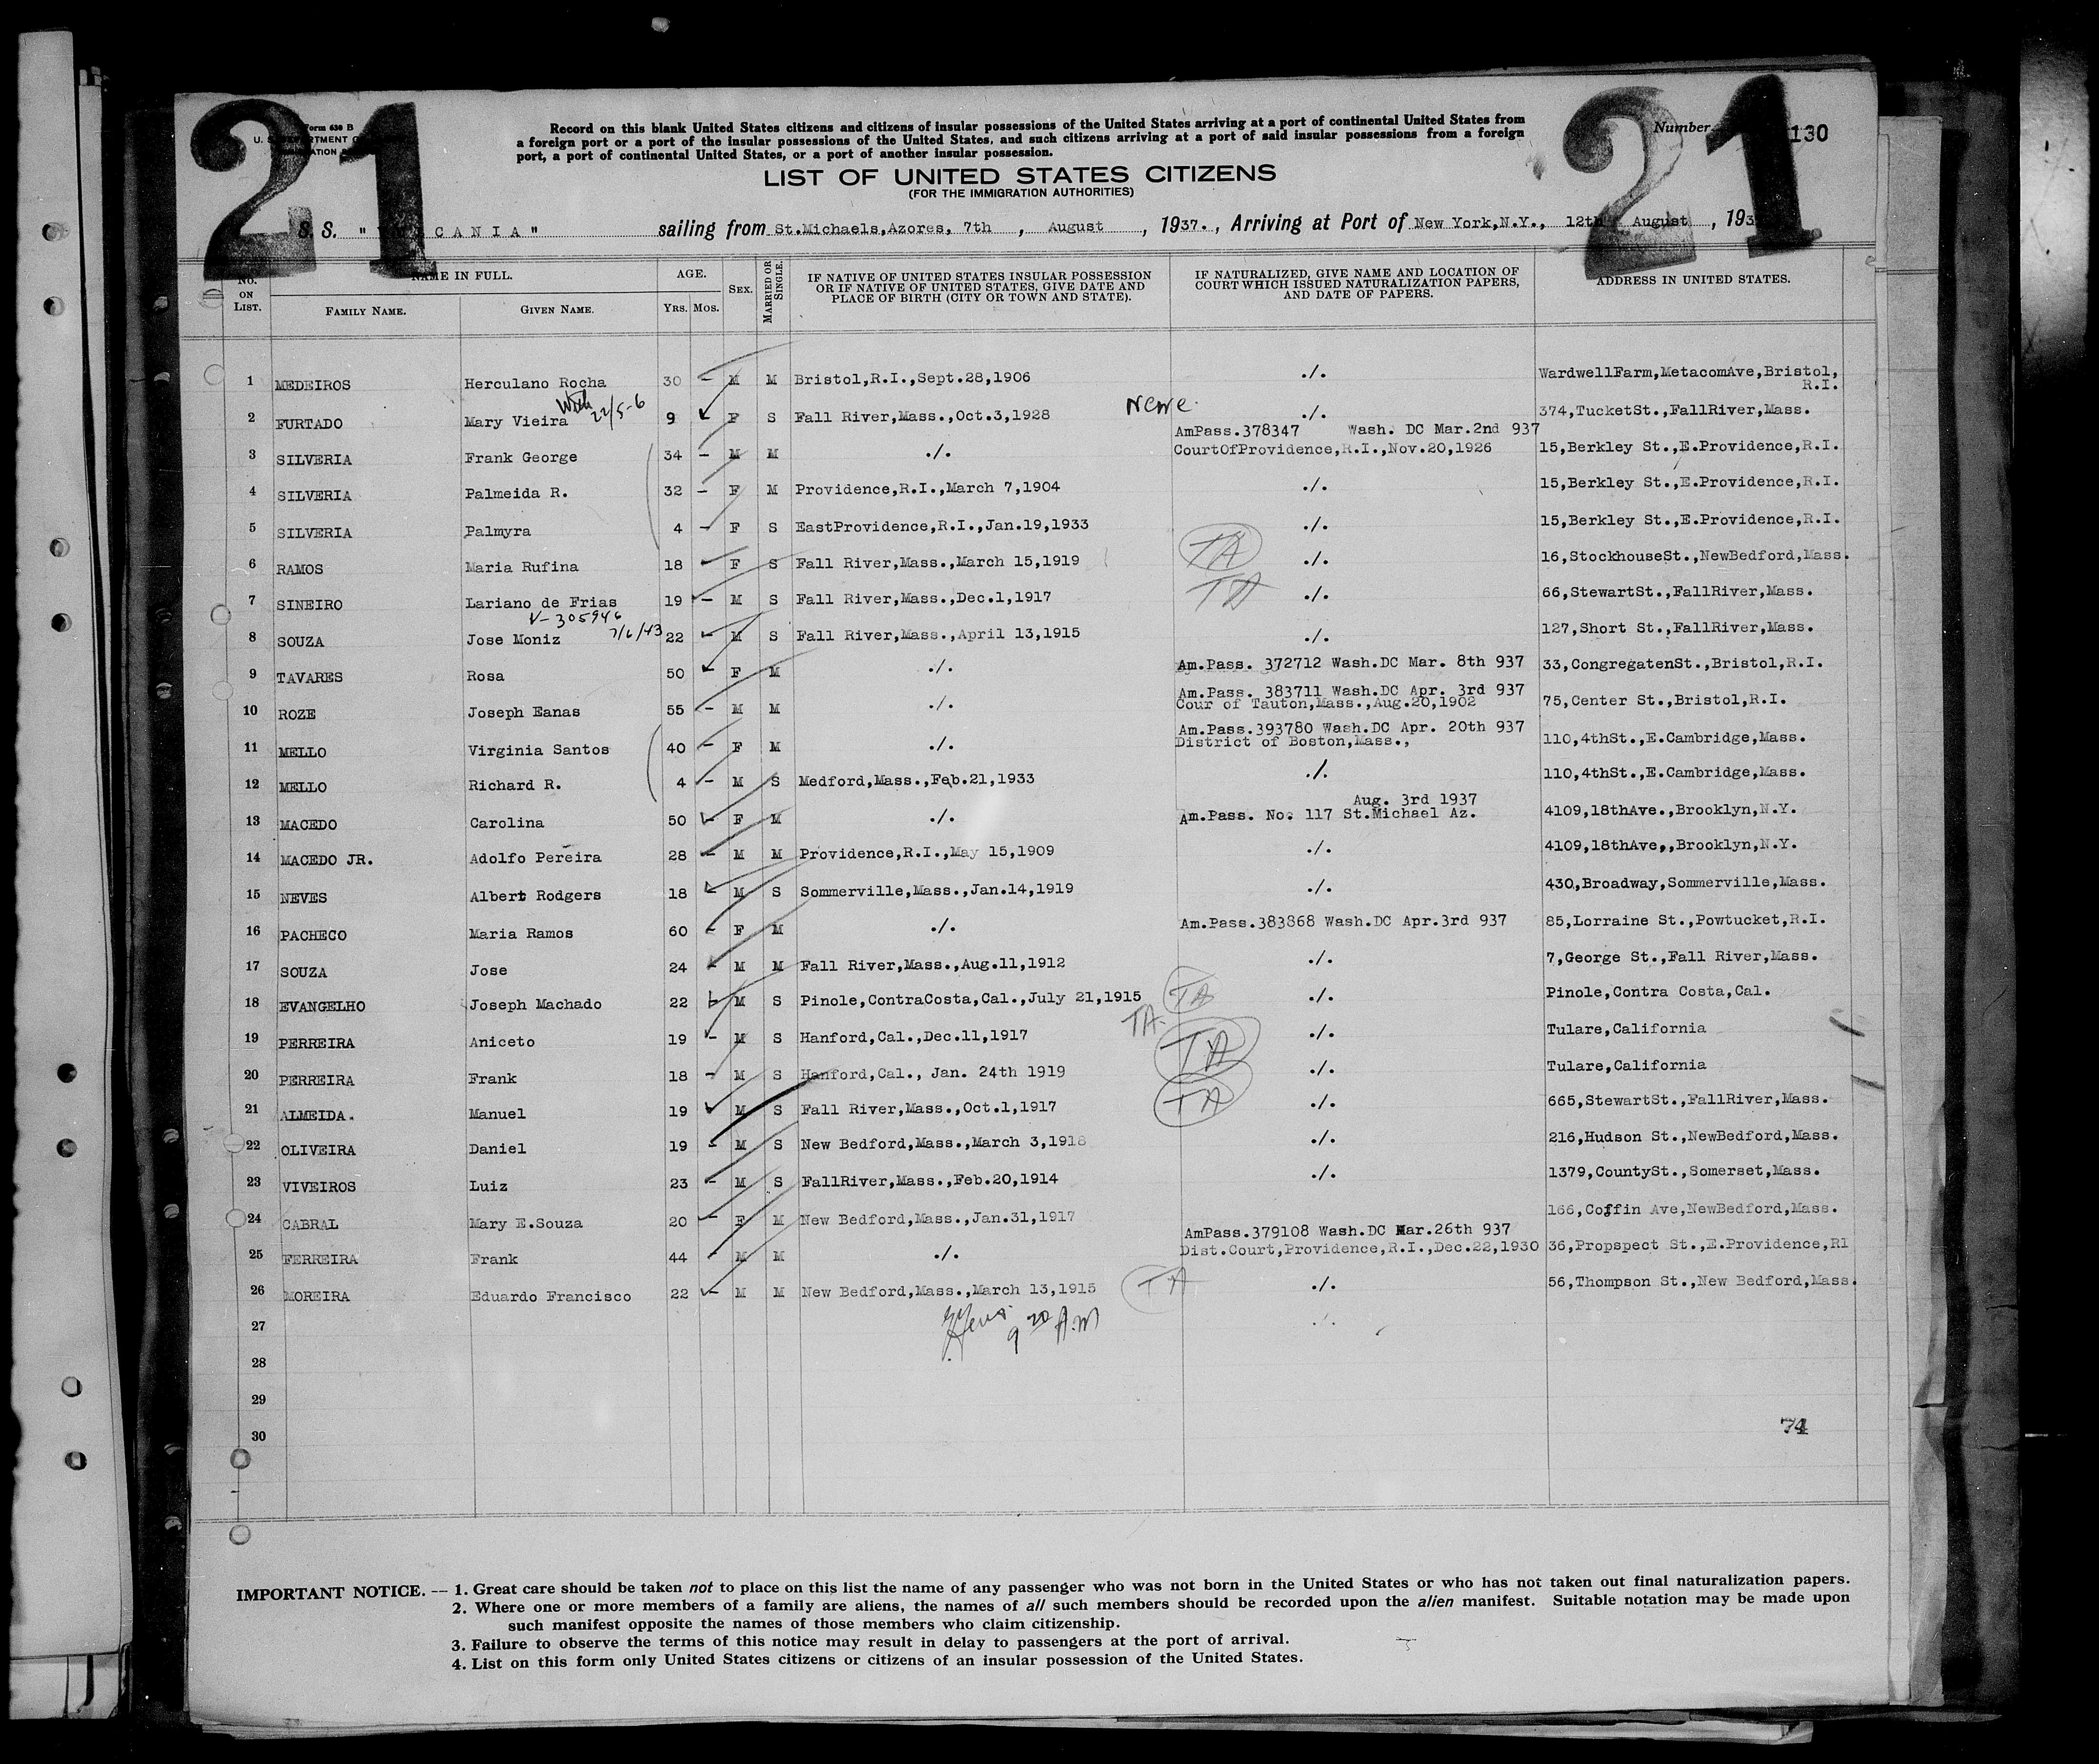 21
21
Form 630 B
Number
130
Record on this blank United States citizens and citizens of insular possessions of the United States arriving at a port of continental United States from
a foreign port or a port of the insular possessions of the United States, and such citizens arriving at a port of said insular possessions from a foreign
port, a port of continental United States, or a port of another insular possession.
LIST OF UNITED STATES CITIZENS
(FOR THE IMMIGRATION AUTHORITIES)
S. S. CANIA" sailing from St.Michaels,Azores, 7th , August , 1937. , Arriving at Port of New York,N.Y., 12th August , 193
NO. ON LIST. NAME IN FULL. AGE. SEX. MARRIED OR SINGLE. IF NATIVE OF UNITED STATES INSULAR POSSESSION OR IF NATIVE OF UNITED STATES, GIVE DATE AND PLACE OF BIRTH (CITY OR TOWN AND STATE). IF NATURALIZED, GIVE NAME AND LOCATION OF COURT WHICH ISSUED NATURALIZATION PAPERS, AND DATE OF PAPERS. ADDRESS IN UNITED STATES.
FAMILY NAME. GIVEN NAME. YRS. MOS.
1 MEDEIROS Herculano Rocha 30 - M M Bristol,R.I.,Sept.28,1906 ./. WardwellFarm,MetacomAve,Bristol,
R.I.
With 22/5-6
2 FURTADO Mary Vieira 9 F S Fall River,Mass.,Oct.3,1928 ./. 374,TucketSt.,FallRiver,Mass.
AmPass.378347 Wash. DC Mar.2nd 937
3 SILVERIA Frank George 34 - M M ./. CourtOfProvidence,R.I.,Nov.20,1926 15,Berkley St.,E.Providence,R.I.
4 SILVERIA Palmeida R. 32 - F M Providence,R.I.,March 7,1904 ./. 15,Berkley St.,E.Providence,R.I.
5 SILVERIA Palmyra 4 - F S EastProvidence,R.I.,Jan.19,1933 ./. 15,Berkley St.,E.Providence,R.I.
6 RAMOS Maria Rufina 18 - F S Fall River,Mass.,March 15,1919 TA ./. 16,StockhouseSt.,NewBedford,Mass.
7 SINEIRO Lariano de Frias 19 - M S Fall River,Mass.,Dec.1,1917 TA ./. 66,StewartSt.,FallRiver,Mass.
V-305946 7/6/43
8 SOUZA Jose Moniz 22 - M S Fall River,Mass.,April 13,1915 ./. 127,Short St.,FallRiver,Mass.
9 TAVARES Rosa 50 - F M ./. Am.Pass. 372712 Wash.DC Mar. 8th 937 33,CongregatenSt.,Bristol,R.I.
Am.Pass. 383711 Wash.DC Apr. 3rd 937
10 ROZE Joseph Eanas 55 - M M ./. Cour of Tauton,Mass.,Aug.20,1902 75,Center St.,Bristol,R.I.
Am.Pass.393780 Wash.DC Apr. 20th 937
11 MELLO Virginia Santos 40 - F M ./. District of Boston,Mass., 110,4thSt.,E.Cambridge,Mass.
12 MELLO Richard R. 4 - M S Medford,Mass.,Feb.21,1933 ./. 110,4thSt.,E.Cambridge,Mass.
Aug. 3rd 1937
13 MACEDO Carolina 50 - F M ./. Am.Pass. No. 117 St.Michael Az. 4109,18thAve.,Brooklyn,N.Y.
14 MACEDO JR. Adolfo Pereira 28 - M M Providence,R.I.,May 15,1909 ./. 4109,18thAve,,Brooklyn,N.Y.
15 NEVES Albert Rodgers 18 - M S Sommerville,Mass.,Jan.14,1919 ./. 430,Broadway,Sommerville,Mass.
16 PACHECO Maria Ramos 60 - F M ./. Am.Pass.383868 Wash.DC Apr.3rd 937 85,Lorraine St.,Powtucket,R.I.
17 SOUZA Jose 24 - M M Fall River,Mass.,Aug.11,1912 ./. 7,George St.,Fall River,Mass.
18 EVANGELHO Joseph Machado 22 - M S Pinole,ContraCosta,Cal.,July 21,1915 TA ./. Pinole,Contra Costa,Cal.
19 PERREIRA Aniceto 19 - M S Hanford,Cal.,Dec.11,1917 TA. TA ./. Tulare,California
20 PERREIRA Frank 18 - M S Hanford,Cal., Jan. 24th 1919 ./. Tulare,California
21 ALMEIDA. Manuel 19 M S Fall River,Mass.,Oct.1,1917 TA ./. 665,StewartSt.,FallRiver,Mass.
22 OLIVEIRA Daniel 19 - M S New Bedford,Mass.,March 3,1918 ./. 216,Hudson St.,NewBedford,Mass.
23 VIVEIROS Luiz 23 - M S FallRiver,Mass.,Feb.20,1914 ./. 1379,CountySt.,Somerset,Mass.
24 CABRAL Mary E.Souza 20 - F M New Bedford,Mass.,Jan.31,1917 166,Coffin Ave,NewBedford,Mass.
AmPass.379108 Wash.DC Mar.26th 937
25 FERREIRA Frank 44 - M M ./. Dist.Court,Providence,R.I.,Dec.22,1930 36,Propspect St.,E.Providence,RI
26 MOREIRA Eduardo Francisco 22 - M M New Bedford,Mass.,March 13,1915 TA ./. 56,Thompson St.,New Bedford,Mass.
27 9 20 A.M
28
29
30
74
IMPORTANT NOTICE. — 1. Great care should be taken not to place on this list the name of any passenger who was not born in the United States or who has not taken out final naturalization papers.
2. Where one or more members of a family are aliens, the names of all such members should be recorded upon the alien manifest. Suitable notation may be made upon
such manifest opposite the names of those members who claim citizenship.
3. Failure to observe the terms of this notice may result in delay to passengers at the port of arrival.
4. List on this form only United States citizens or citizens of an insular possession of the United States.